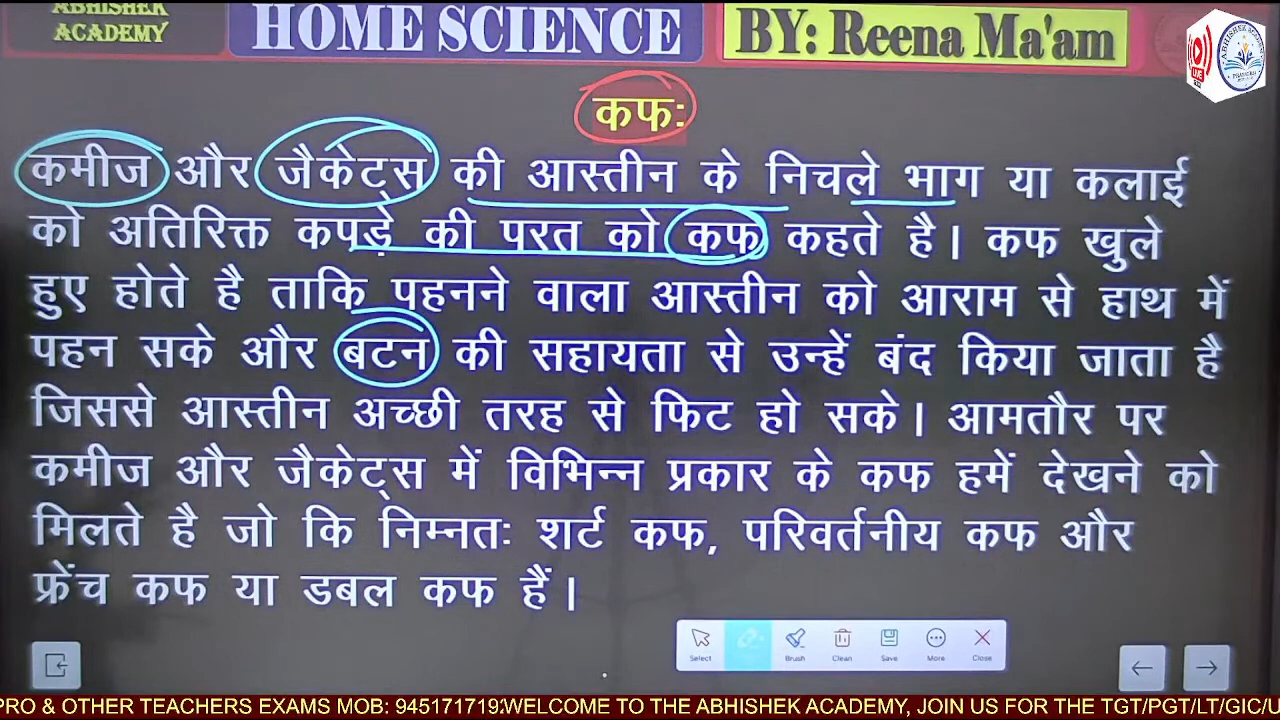 ABHISHEK
ACADEMY
HOME SCIENCE
BY: Reena Ma'am
LIVE
कफ:
कमीज और जैकेट्स की आस्तीन के निचले भाग या कलाई
को अतिरिक्त कपड़े की परत को कफ कहते है। कफ खुले
हुए होते है ताकि पहनने वाला आस्तीन को आराम से हाथ में
पहन सके और बटन की सहायता से उन्हें बंद किया जाता है
जिससे आस्तीन अच्छी तरह से फिट हो सके। आमतौर पर
कमीज और जैकेट्स में विभिन्न प्रकार के कफ हमें देखने को
मिलते है जो कि निम्नतः शर्ट कफ, परिवर्तनीय कफ और
फ्रेंच कफ या डबल कफ हैं।
Select
Brush
Clean
Save
More
Close
PRO & OTHER TEACHERS EXAMS MOB: 945171719 WELCOME TO THE ABHISHEK ACADEMY, JOIN US FOR THE TGT/PGT/LT/GIC/U